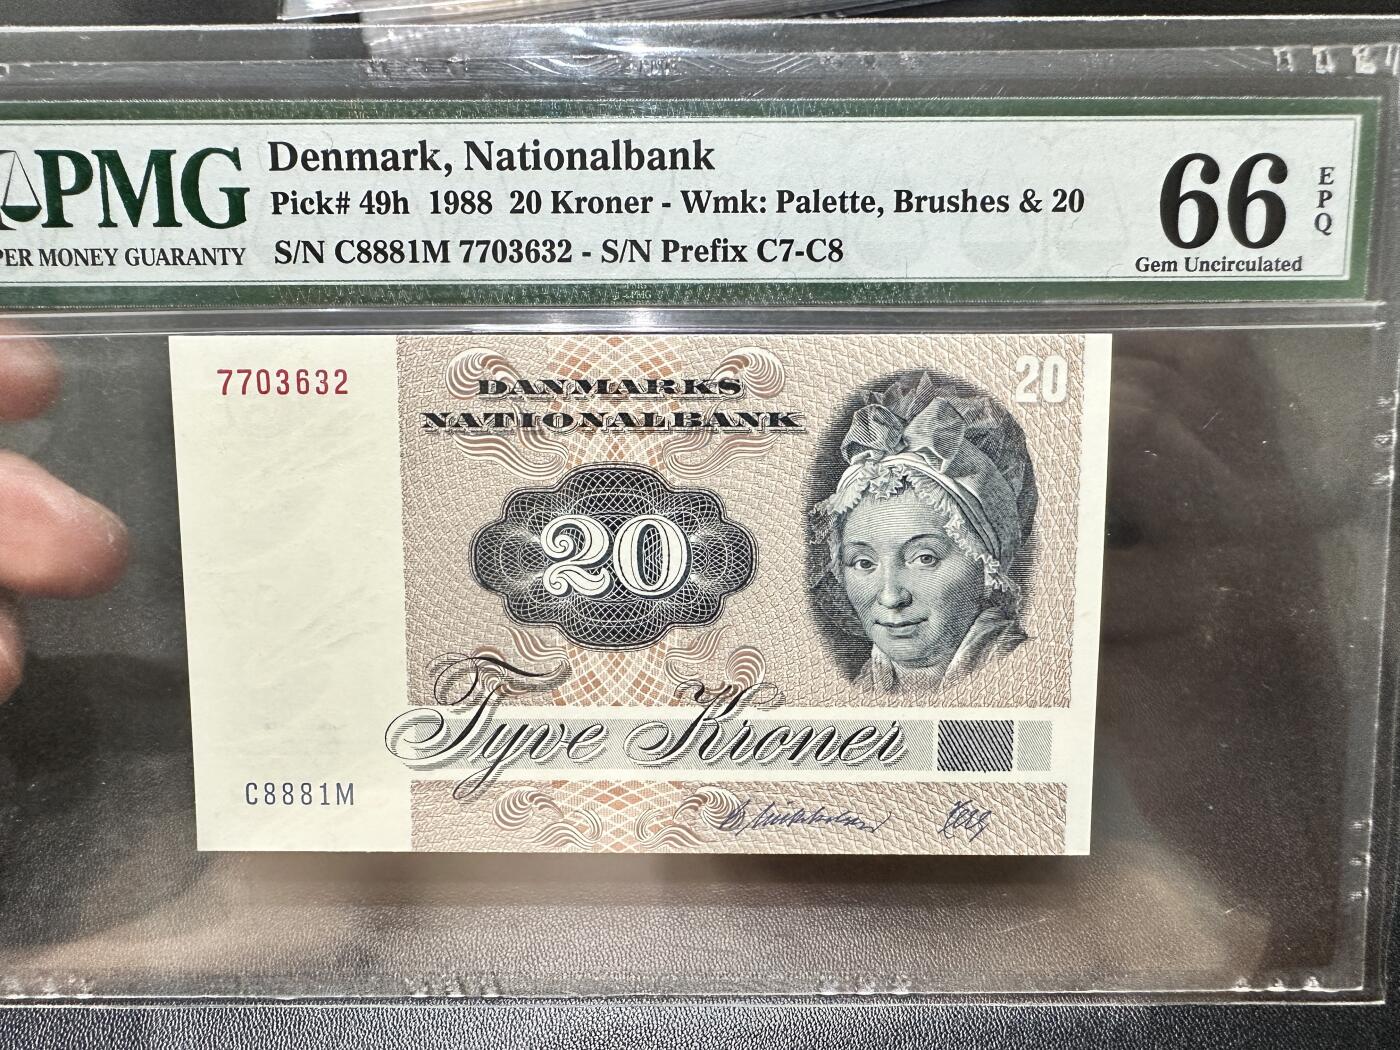 PMG
PER MONEY GUARANTY
Denmark, Nationalbank
Pick# 49h 1988 20 Kroner - Wmk: Palette, Brushes & 20
S/N C8881M 7703632 - S/N Prefix C7-C8
66
EPQ
Gem Uncirculated
7703632
DANMARKS
NATIONALBANK
20
20
Tyve Kroner
C8881M